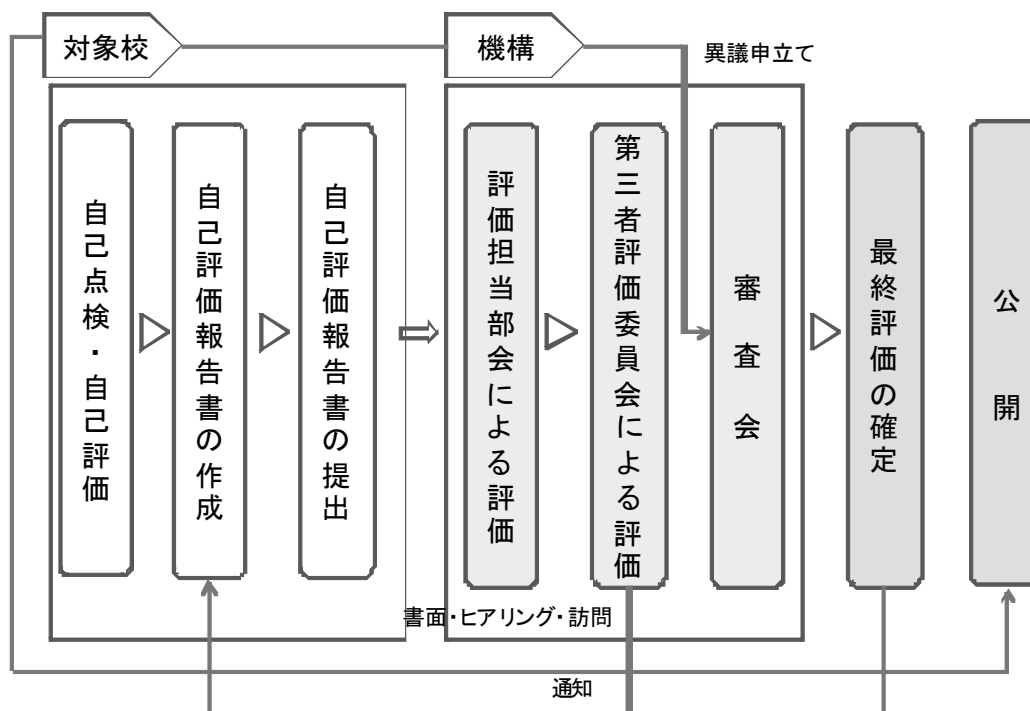 対象校
機構
異議申立て
自己点検・自己評価
自己評価報告書の作成
自己評価報告書の提出
評価担当部会による評価
第三者評価委員会による評価
審査会
最終評価の確定
公開
書面・ヒアリング・訪問
通知